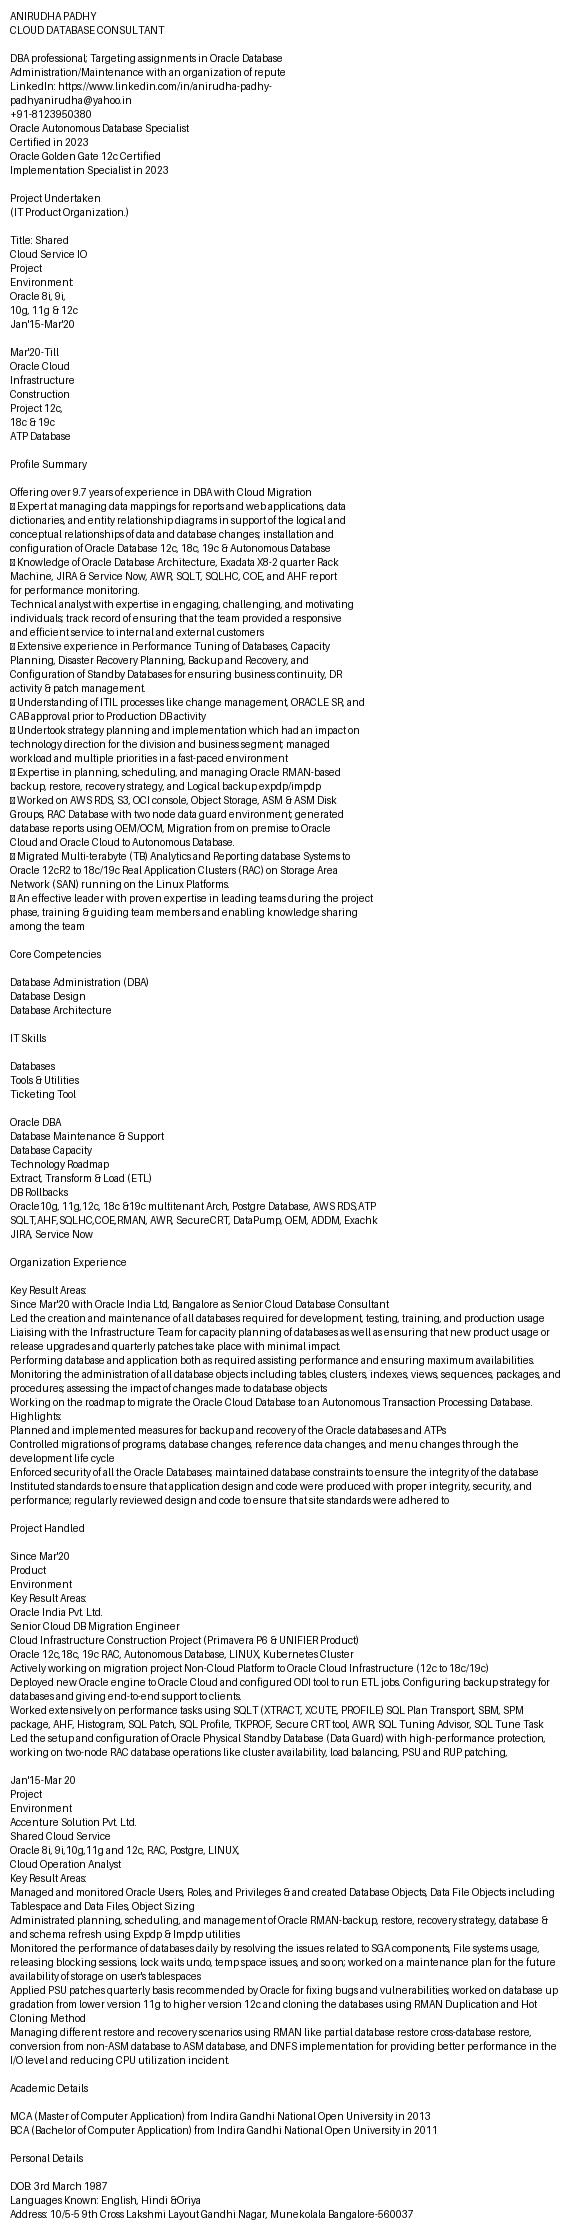 ANIRUDHA PADHY
CLOUD DATABASE CONSULTANT
DBA professional; Targeting assignments in Oracle Database
Administration/Maintenance with an organization of repute
LinkedIn: https://www.linkedin.com/in/anirudha-padhy-
padhyanirudha@yahoo.in
+91-8123950380
Oracle Autonomous Database Specialist
Certified in 2023
Oracle Golden Gate 12c Certified
Implementation Specialist in 2023
Project Undertaken
(IT Product Organization.)
Title: Shared
Cloud Service IO
Project
Environment:
Oracle 8i, 9i,
10g, 11g & 12c
Jan'15-Mar'20
Mar'20-Till
Oracle Cloud
Infrastructure
Construction
Project 12c,
18c & 19c
ATP Database
Profile Summary
Offering over 9.7 years of experience in DBA with Cloud Migration
Expert at managing data mappings for reports and web applications, data
dictionaries, and entity relationship diagrams in support of the logical and
conceptual relationships of data and database changes; installation and
configuration of Oracle Database 12c, 18c, 19c & Autonomous Database
Knowledge of Oracle Database Architecture, Exadata X8-2 quarter Rack
Machine, JIRA & Service Now, AWR, SQLT, SQLHC, COE, and AHF report
for performance monitoring.
Technical analyst with expertise in engaging, challenging, and motivating
individuals; track record of ensuring that the team provided a responsive
and efficient service to internal and external customers
Extensive experience in Performance Tuning of Databases, Capacity
Planning, Disaster Recovery Planning, Backup and Recovery, and
Configuration of Standby Databases for ensuring business continuity, DR
activity & patch management.
Understanding of ITIL processes like change management, ORACLE SR, and
CAB approval prior to Production DB activity
Undertook strategy planning and implementation which had an impact on
technology direction for the division and business segment; managed
workload and multiple priorities in a fast-paced environment
Expertise in planning, scheduling, and managing Oracle RMAN-based
backup, restore, recovery strategy, and Logical backup expdp/impdp
Worked on AWS RDS, S3, OCI console, Object Storage, ASM & ASM Disk
Groups, RAC Database with two node data guard environment; generated
database reports using OEM/OCM, Migration from on premise to Oracle
Cloud and Oracle Cloud to Autonomous Database.
Migrated Multi-terabyte (TB) Analytics and Reporting database Systems to
Oracle 12cR2 to 18c/19c Real Application Clusters (RAC) on Storage Area
Network (SAN) running on the Linux Platforms.
An effective leader with proven expertise in leading teams during the project
phase, training & guiding team members and enabling knowledge sharing
among the team
Core Competencies
Database Administration (DBA)
Database Design
Database Architecture
IT Skills
Databases
Tools & Utilities
Ticketing Tool
Oracle DBA
Database Maintenance & Support
Database Capacity
Technology Roadmap
Extract, Transform & Load (ETL)
DB Rollbacks
Oracle10g, 11g,12c, 18c &19c multitenant Arch, Postgre Database, AWS RDS,ATP
SQLT,AHF,SQLHC,COE,RMAN, AWR, SecureCRT, DataPump, OEM, ADDM, Exachk
JIRA, Service Now
Organization Experience
Key Result Areas:
Since Mar'20 with Oracle India Ltd, Bangalore as Senior Cloud Database Consultant
Led the creation and maintenance of all databases required for development, testing, training, and production usage
Liaising with the Infrastructure Team for capacity planning of databases as well as ensuring that new product usage or
release upgrades and quarterly patches take place with minimal impact.
Performing database and application both as required assisting performance and ensuring maximum availabilities.
Monitoring the administration of all database objects including tables, clusters, indexes, views, sequences, packages, and
procedures; assessing the impact of changes made to database objects
Working on the roadmap to migrate the Oracle Cloud Database to an Autonomous Transaction Processing Database.
Highlights:
Planned and implemented measures for backup and recovery of the Oracle databases and ATPs
Controlled migrations of programs, database changes, reference data changes, and menu changes through the
development life cycle
Enforced security of all the Oracle Databases; maintained database constraints to ensure the integrity of the database
Instituted standards to ensure that application design and code were produced with proper integrity, security, and
performance; regularly reviewed design and code to ensure that site standards were adhered to
Project Handled
Since Mar'20
Product
Environment
Key Result Areas:
Oracle India Pvt. Ltd.
Senior Cloud DB Migration Engineer
Cloud Infrastructure Construction Project (Primavera P6 & UNIFIER Product)
Oracle 12c,18c, 19c RAC, Autonomous Database, LINUX, Kubernetes Cluster
Actively working on migration project Non-Cloud Platform to Oracle Cloud Infrastructure (12c to 18c/19c)
Deployed new Oracle engine to Oracle Cloud and configured ODI tool to run ETL jobs. Configuring backup strategy for
databases and giving end-to-end support to clients.
Worked extensively on performance tasks using SQLT (XTRACT, XCUTE, PROFILE) SQL Plan Transport, SBM, SPM
package, AHF, Histogram, SQL Patch, SQL Profile, TKPROF, Secure CRT tool, AWR, SQL Tuning Advisor, SQL Tune Task
Led the setup and configuration of Oracle Physical Standby Database (Data Guard) with high-performance protection,
working on two-node RAC database operations like cluster availability, load balancing, PSU and RUP patching,
Jan'15-Mar 20
Project
Environment
Accenture Solution Pvt. Ltd.
Shared Cloud Service
Oracle 8i, 9i,10g,11g and 12c, RAC, Postgre, LINUX,
Cloud Operation Analyst
Key Result Areas:
Managed and monitored Oracle Users, Roles, and Privileges & and created Database Objects, Data File Objects including
Tablespace and Data Files, Object Sizing
Administrated planning, scheduling, and management of Oracle RMAN-backup, restore, recovery strategy, database &
and schema refresh using Expdp & Impdp utilities
Monitored the performance of databases daily by resolving the issues related to SGA components, File systems usage,
releasing blocking sessions, lock waits undo, temp space issues, and so on; worked on a maintenance plan for the future
availability of storage on user's tablespaces
Applied PSU patches quarterly basis recommended by Oracle for fixing bugs and vulnerabilities; worked on database up
gradation from lower version 11g to higher version 12c and cloning the databases using RMAN Duplication and Hot
Cloning Method
Managing different restore and recovery scenarios using RMAN like partial database restore cross-database restore,
conversion from non-ASM database to ASM database, and DNFS implementation for providing better performance in the
I/O level and reducing CPU utilization incident.
Academic Details
MCA (Master of Computer Application) from Indira Gandhi National Open University in 2013
BCA (Bachelor of Computer Application) from Indira Gandhi National Open University in 2011
Personal Details
DOB: 3rd March 1987
Languages Known: English, Hindi &Oriya
Address: 10/5-5 9th Cross Lakshmi Layout Gandhi Nagar, Munekolala Bangalore-560037